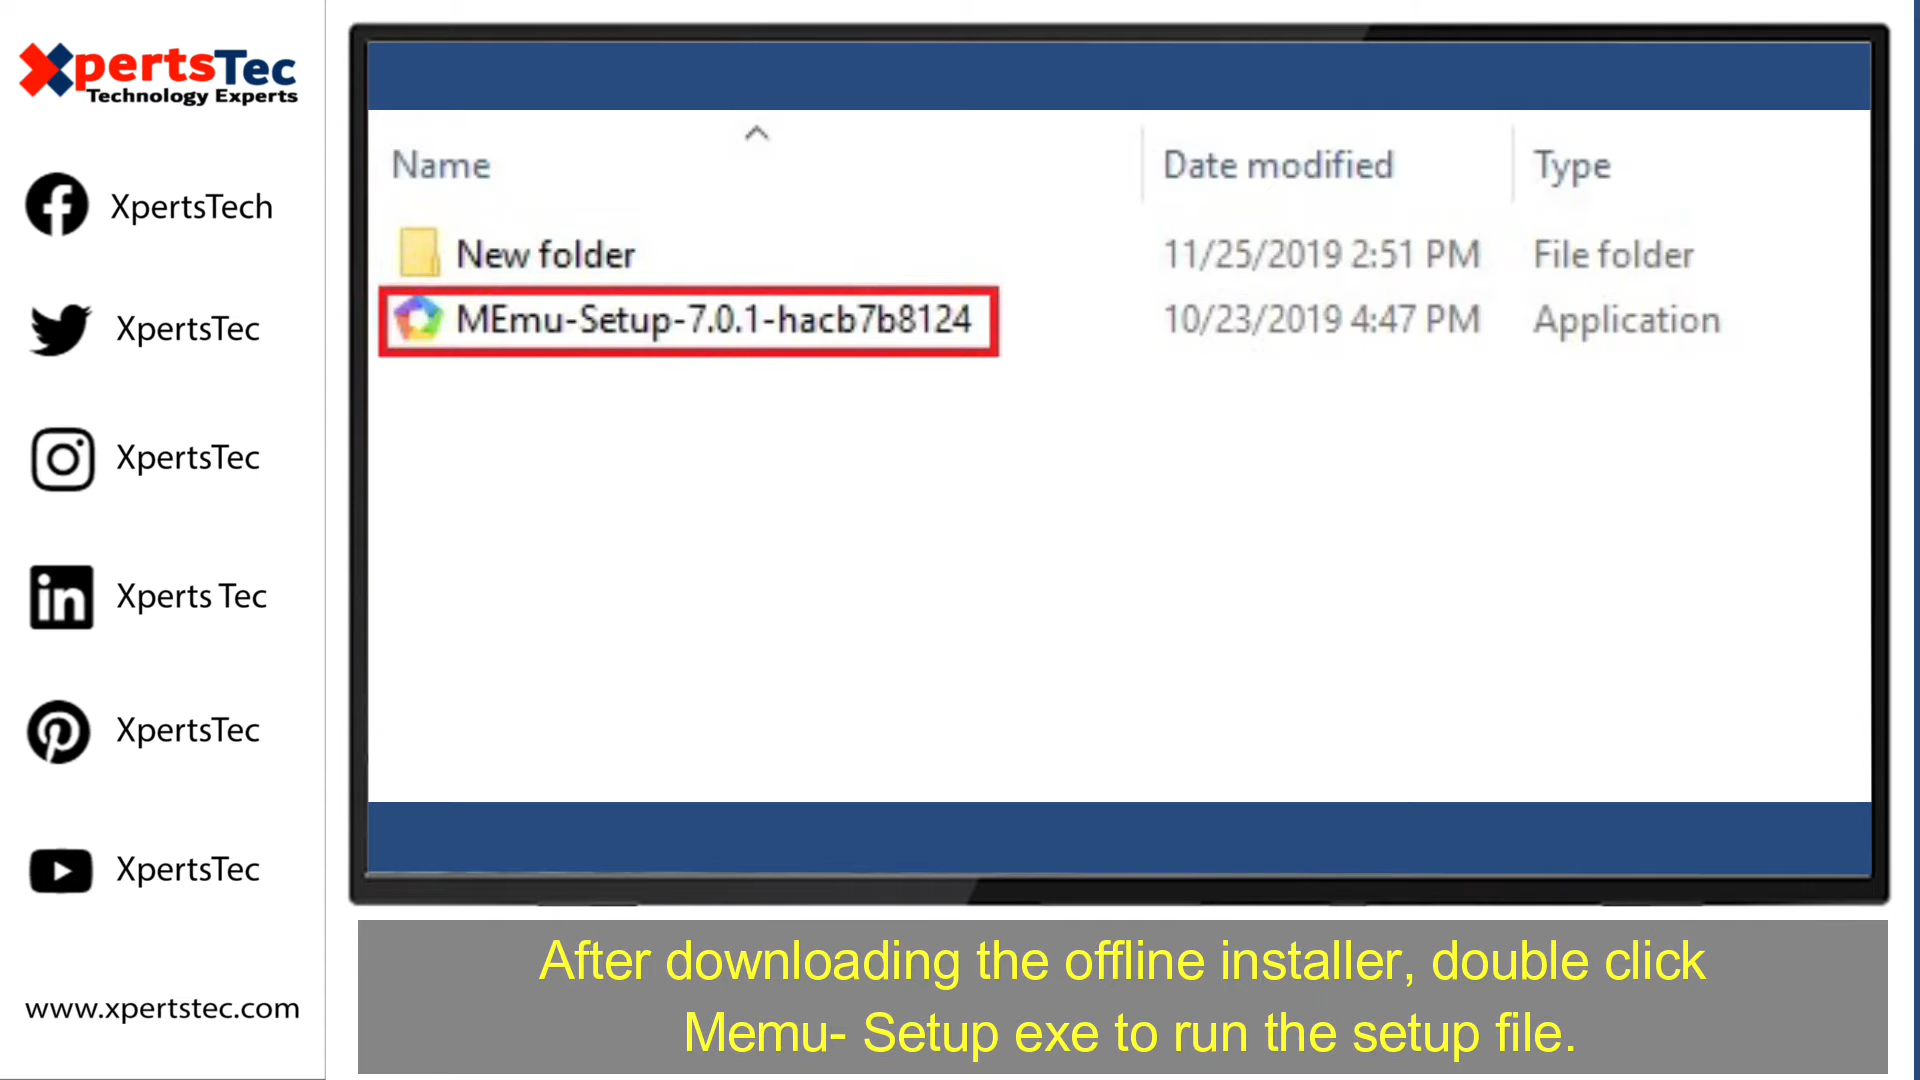 XpertsTec
Technology Experts
XpertsTech
XpertsTec
XpertsTec
Xperts Tec
XpertsTec
XpertsTec
www.xpertstec.com
Name Date modified Type
New folder 11/25/2019 2:51 PM File folder
MEmu-Setup-7.0.1-hacb7b8124 10/23/2019 4:47 PM Application
After downloading the offline installer, double click
Memu- Setup exe to run the setup file.